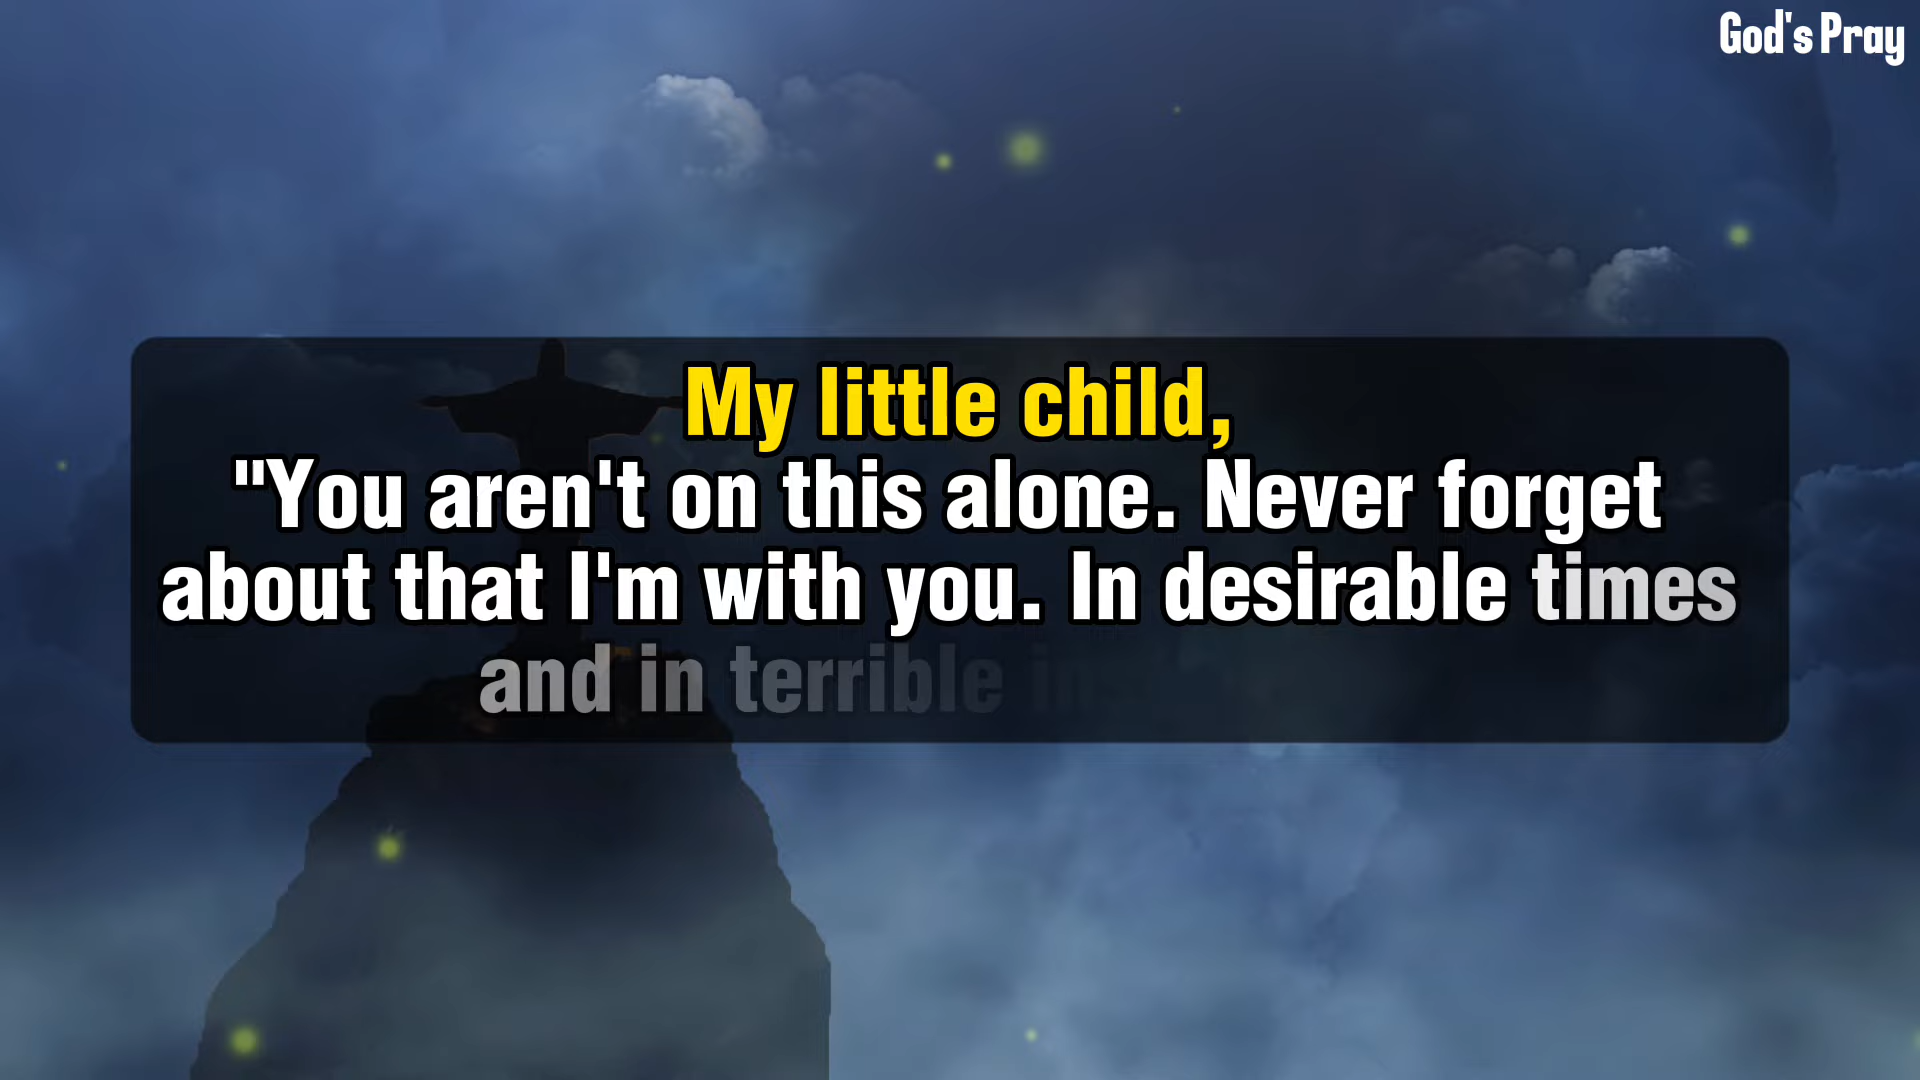 God's Pray
My little child,
"You aren't on this alone. Never forget
about that I'm with you. In desirable times
and in terrible in